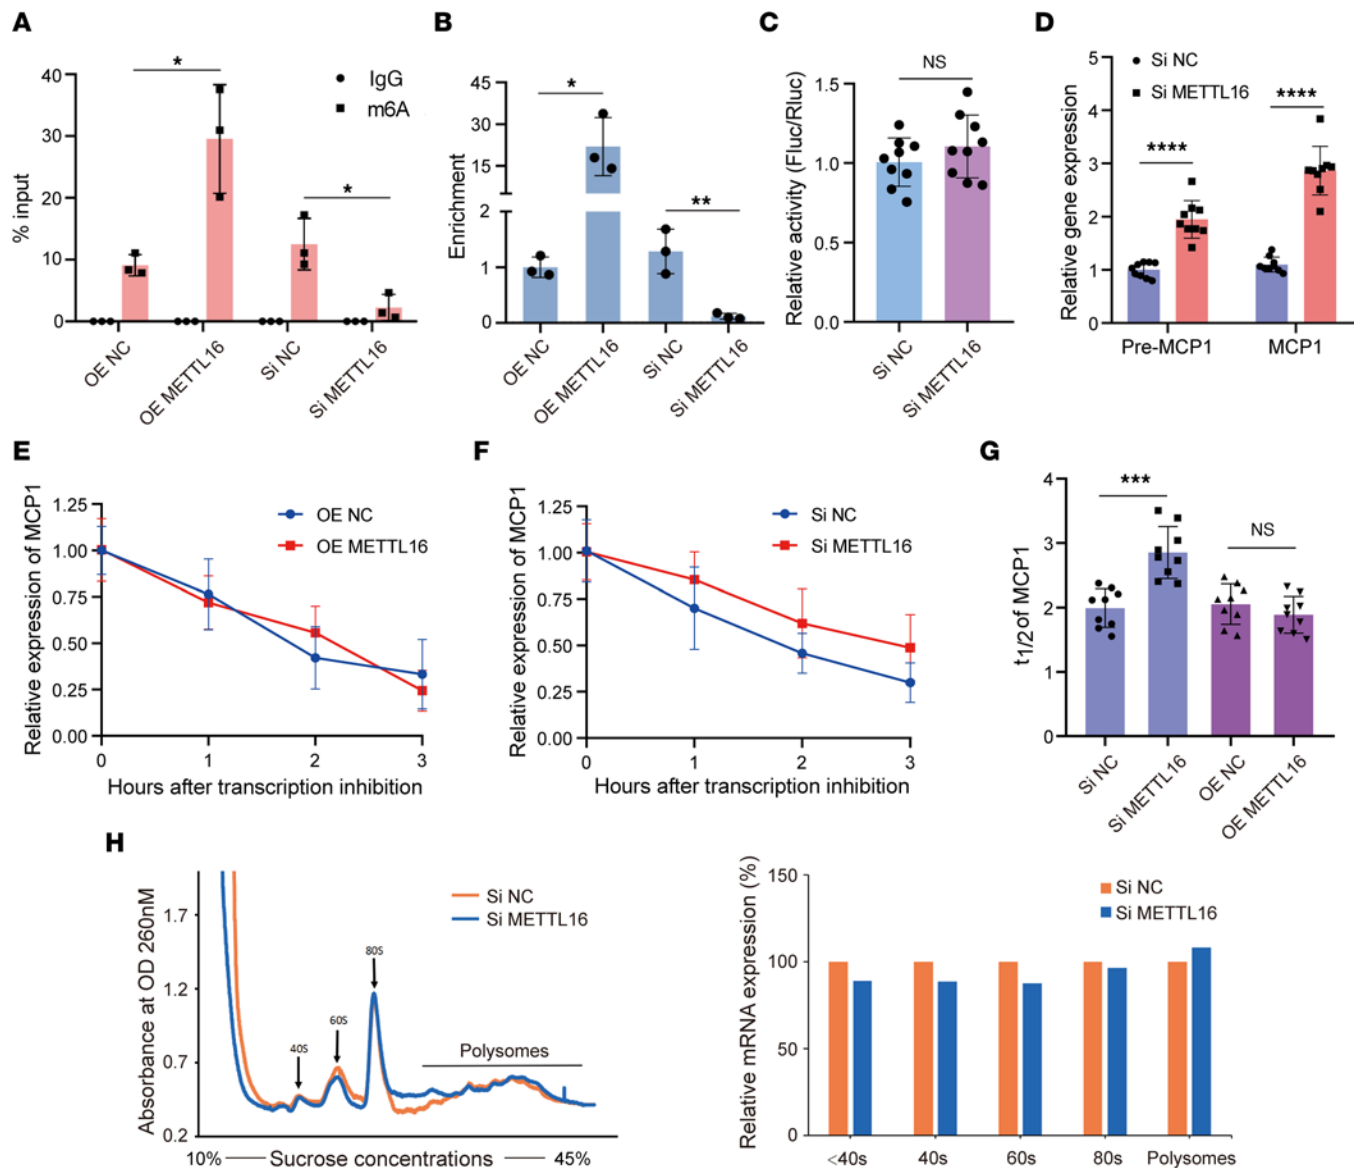 A
% input
40
30
20
10
0
*
*
IgG
m6A
OE NC
OE METTL16
Si NC
Si METTL16
B
Enrichment
45
30
15
2
1
0
*
**
OE NC
OE METTL16
Si NC
Si METTL16
C
Relative activity (Fluc/Rluc)
1.5
1.0
0.5
0.0
NS
Si NC
Si METTL16
D
Relative gene expression
5
4
3
2
1
0
Si NC
Si METTL16
****
****
Pre-MCP1
MCP1
E
Relative expression of MCP1
1.25
1.00
0.75
0.50
0.25
0.00
OE NC
OE METTL16
0 1 2 3
Hours after transcription inhibition
F
Relative expression of MCP1
1.25
1.00
0.75
0.50
0.25
0.00
Si NC
Si METTL16
0 1 2 3
Hours after transcription inhibition
G
t1/2 of MCP1
4
3
2
1
0
***
NS
Si NC
Si METTL16
OE NC
OE METTL16
H
Absorbance at OD 260nM
1.7
1.2
0.7
0.2
Si NC
Si METTL16
40S
60S
80S
Polysomes
10% Sucrose concentrations 45%
Relative mRNA expression (%)
150
100
50
0
Si NC
Si METTL16
<40s 40s 60s 80s Polysomes